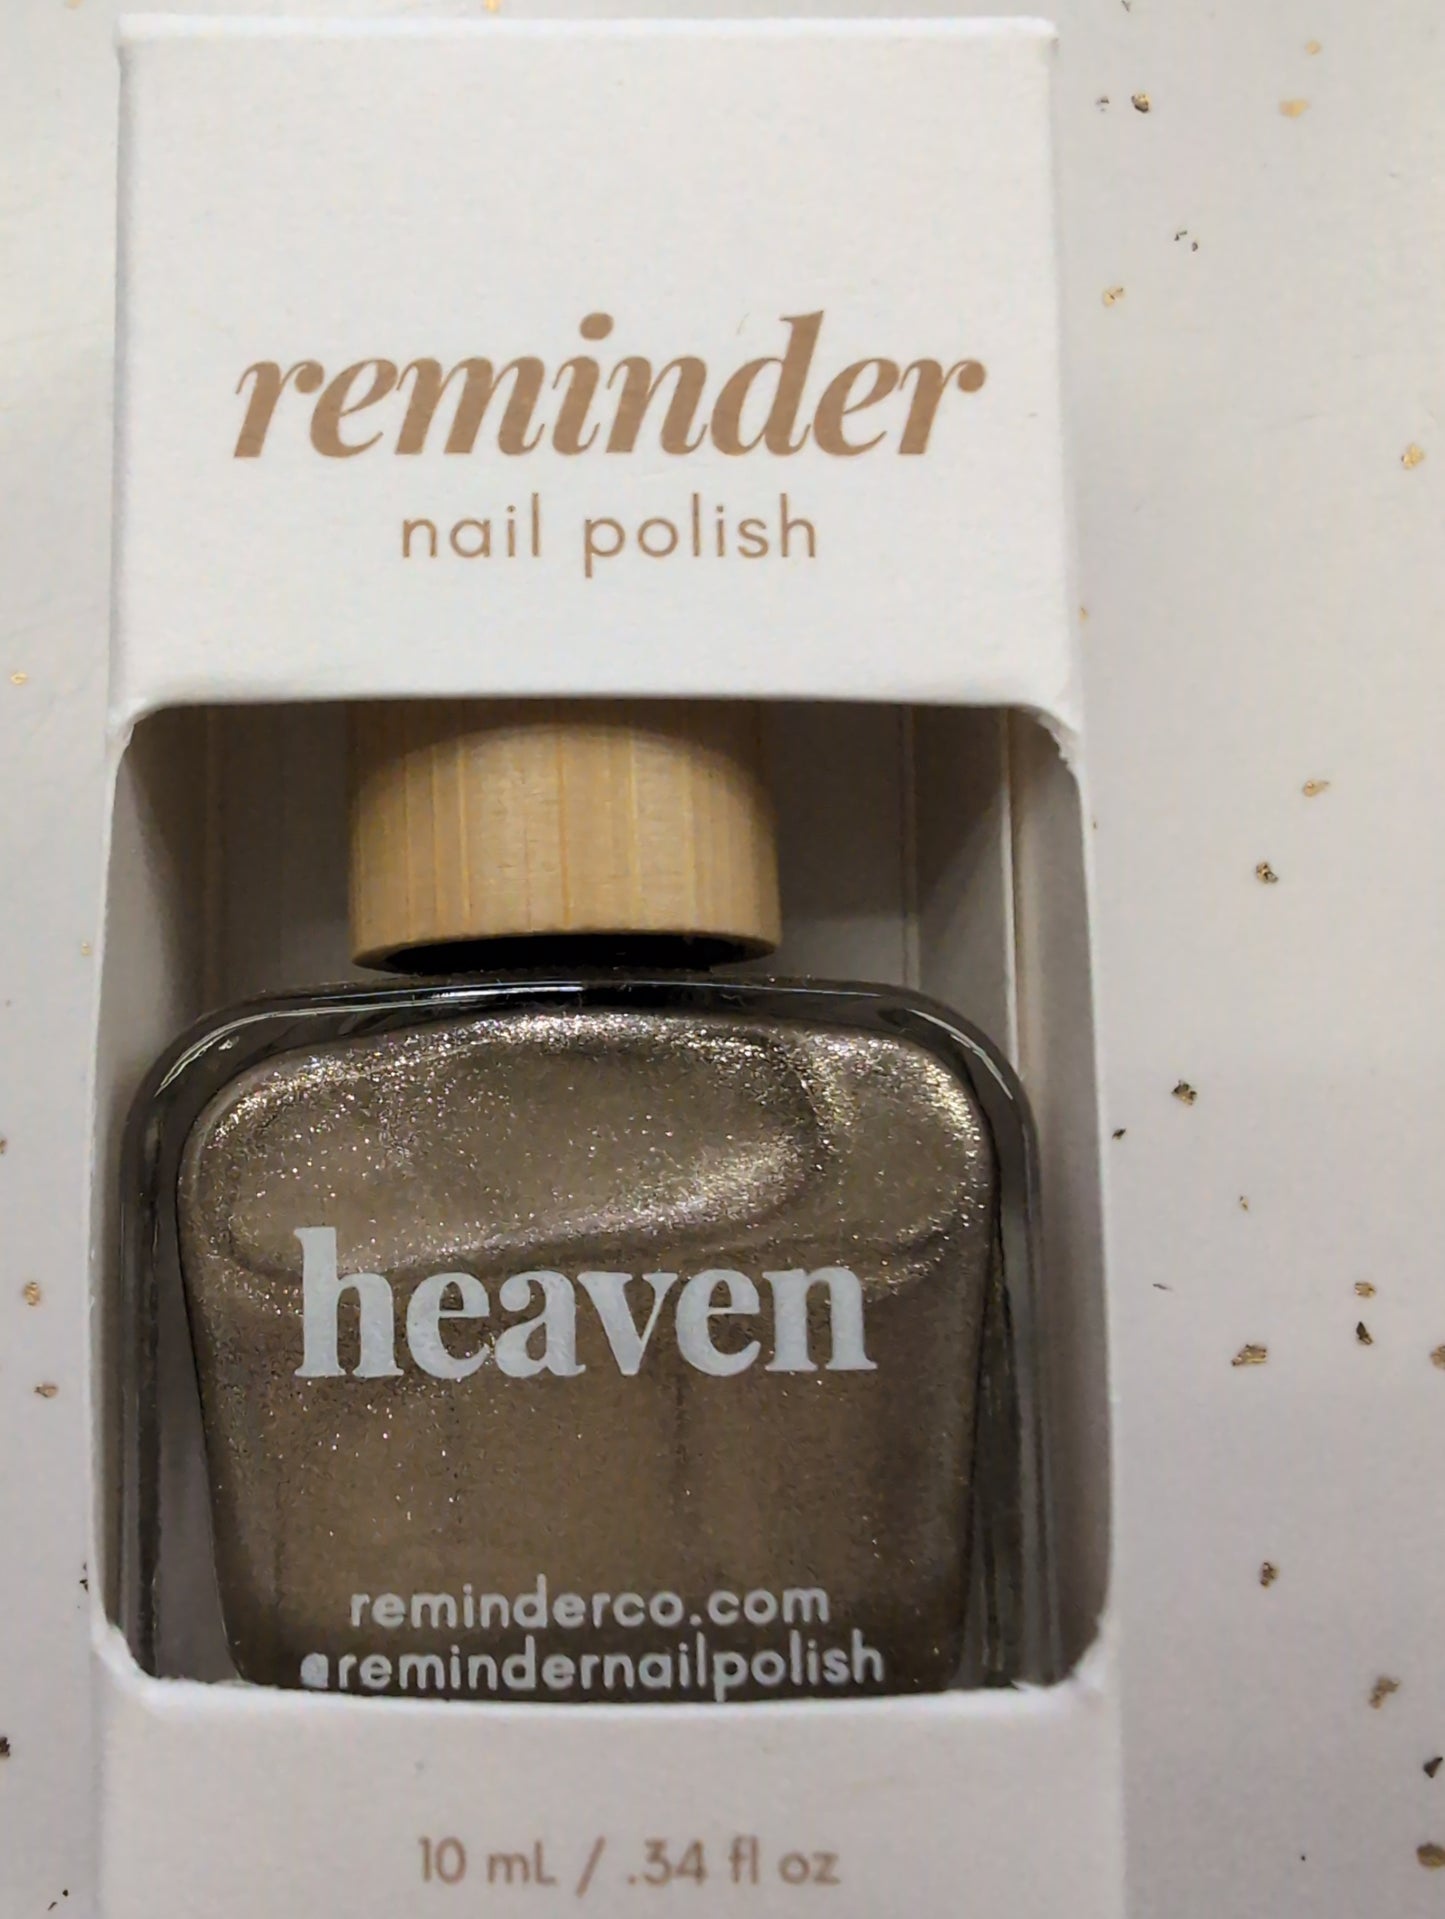 reminder
nail polish
heaven
reminderco.com
@remindernailpolish
10 mL / .34 fl oz